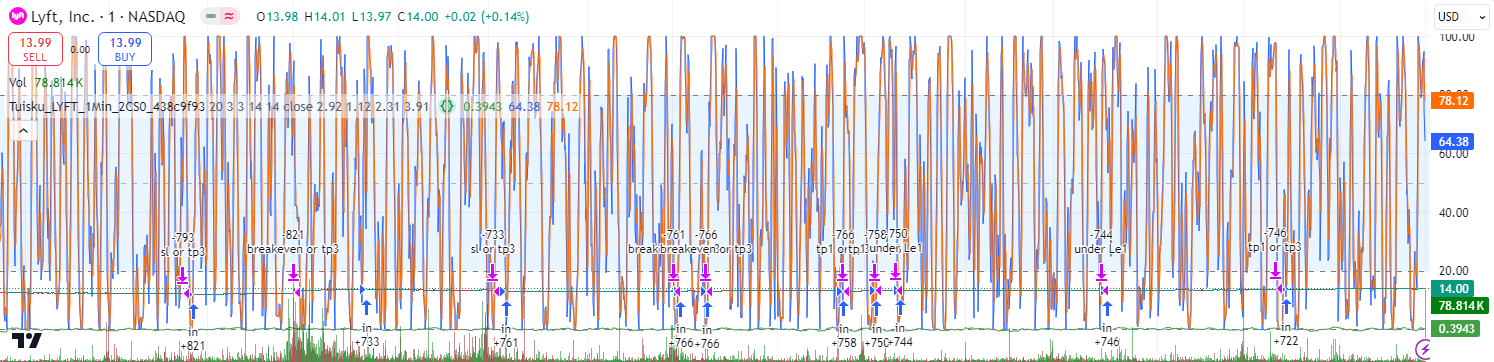 Lyft, Inc. · 1 · NASDAQ O13.98 H14.01 L13.97 C14.00 +0.02 (+0.14%)
USD
13.99 SELL
0.00
13.99 BUY
Vol 78.814K
Tuisku_LYFT_1Min_2CS0_438c9f93 20 3 3 14 14 close 2.92 1.12 2.31 3.91 0.3943 64.38 78.12
100.00
78.12
64.38
60.00
40.00
20.00
14.00
78.814K
0.3943
-793
sl or tp3
-821
breakeven or tp3
-733
sl or tp3
-761
-766
breakeven or tp3
-766
tp1 or
-750
under Le1
-744
under Le1
-746
tp1 or tp3
in
+821
in
+733
in
+761
in
+766
in
+766
in
+758
in
+750
in
+744
in
+746
in
+722